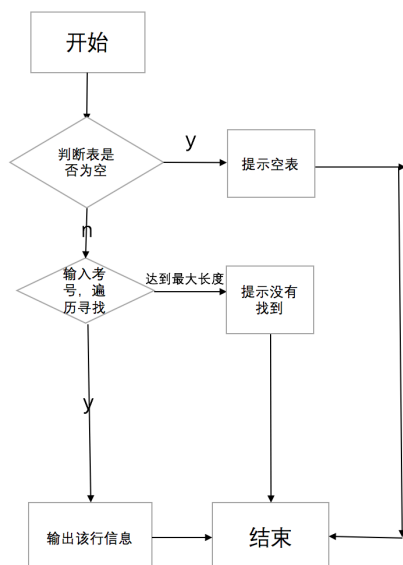 开始
判断表是
否为空
y
提示空表
n
输入考
号，遍
历寻找
达到最大长度
提示没有
找到
y
输出该行信息
结束